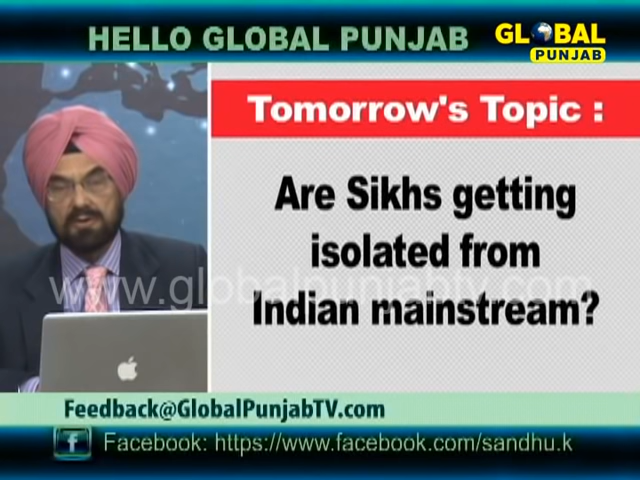 HELLO GLOBAL PUNJAB
GLOBAL
PUNJAB
Tomorrow's Topic :
Are Sikhs getting
isolated from
Indian mainstream?
www.globalpunjabtv.com
Feedback@GlobalPunjabTV.com
f Facebook: https://www.facebook.com/sandhu.k